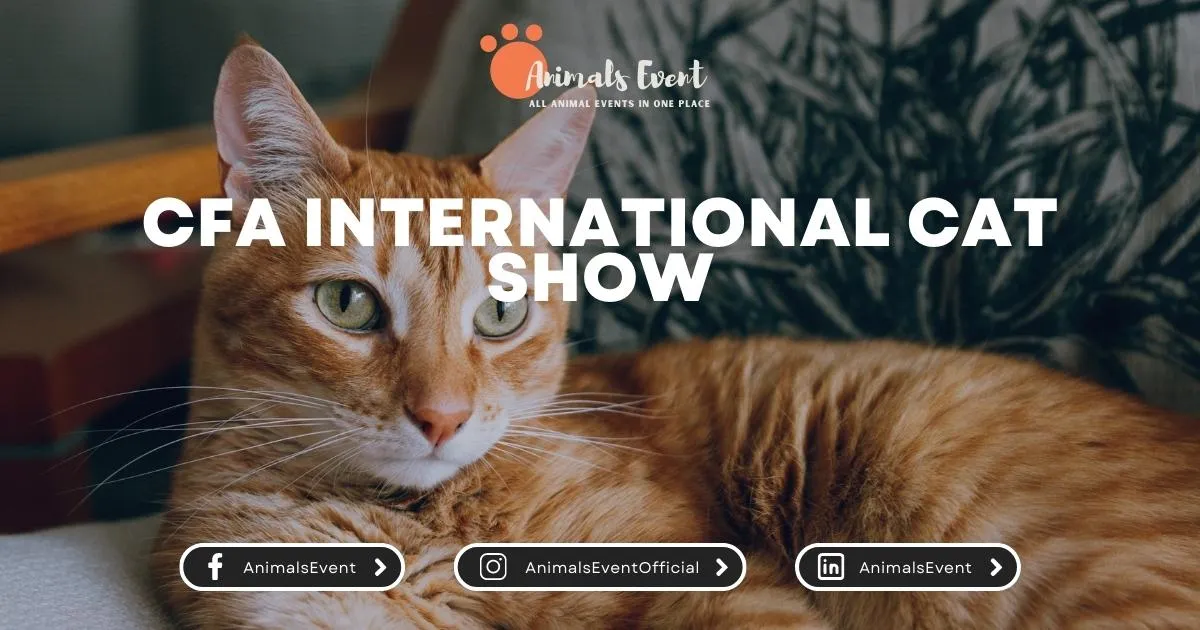 Animals Event
ALL ANIMAL EVENTS IN ONE PLACE
CFA INTERNATIONAL CAT
SHOW
AnimalsEvent
AnimalsEventOfficial
AnimalsEvent